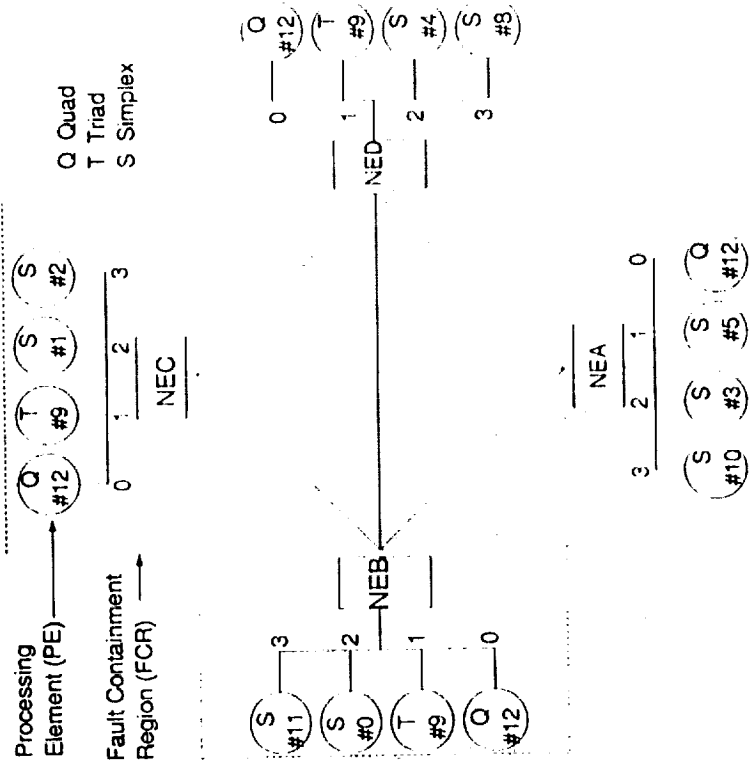 Processing
Element (PE)
Fault Containment
Region (FCR)
Q #12
T #9
S #1
S #2
0 1 2 3
NEC
Q Quad
T Triad
S Simplex
S #11
S #0
T #9
Q #12
3
2
1
0
NEB
NED
0
1
2
3
Q #12
T #9
S #4
S #8
NEA
3 2 1 0
S #10
S #3
S #5
Q #12